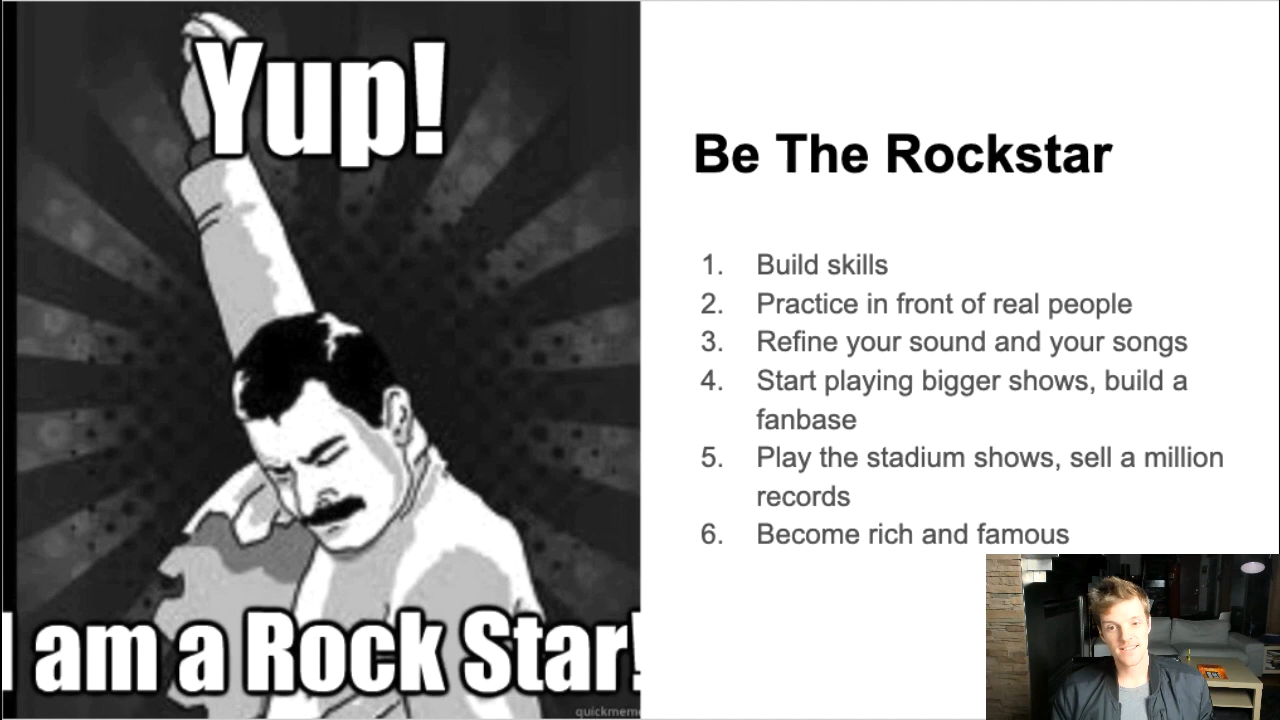 Yup!
I am a Rock Star!
quickmem
Be The Rockstar
1. Build skills
2. Practice in front of real people
3. Refine your sound and your songs
4. Start playing bigger shows, build a
fanbase
5. Play the stadium shows, sell a million
records
6. Become rich and famous